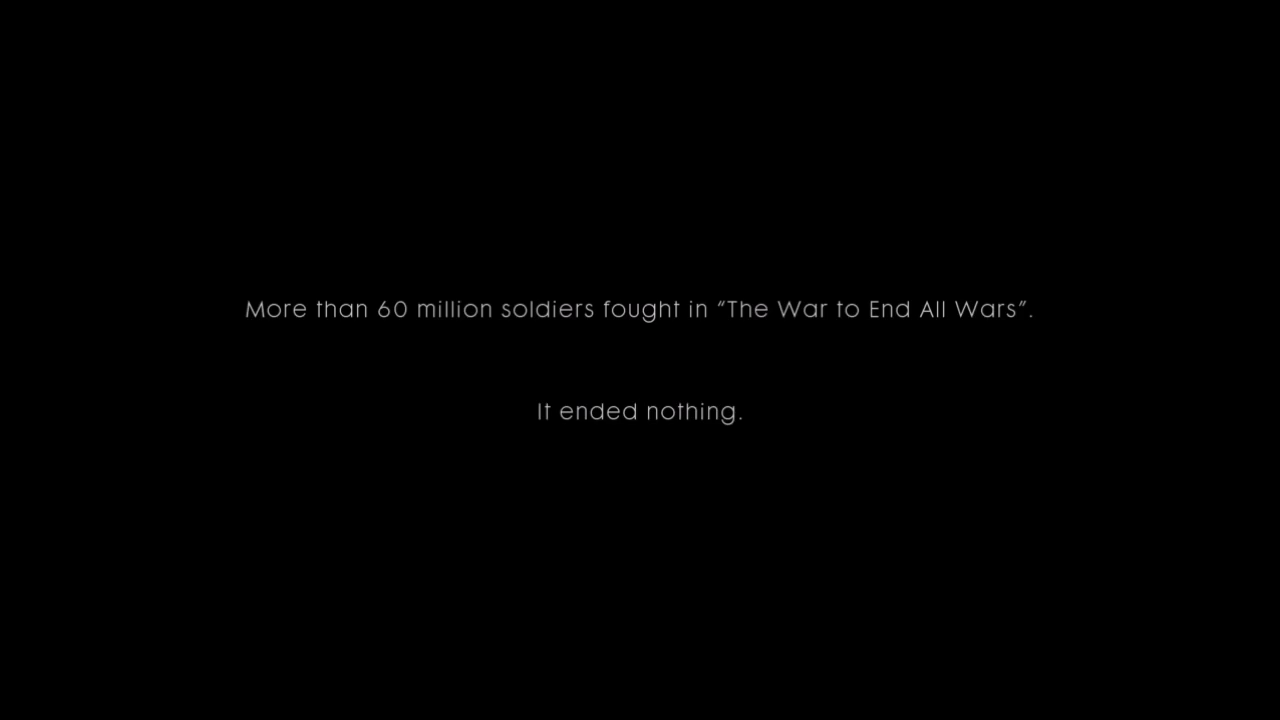 More than 60 million soldiers fought in “The War to End All Wars”.
It ended nothing.